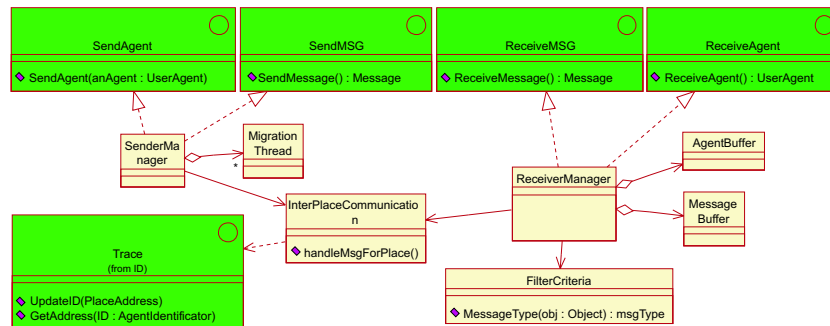 SendAgent
SendAgent(anAgent : UserAgent)
SendMSG
SendMessage() : Message
ReceiveMSG
ReceiveMessage() : Message
ReceiveAgent
ReceiveAgent() : UserAgent
SenderMa
nager
Migration
Thread
*
AgentBuffer
ReceiverManager
InterPlaceCommunicatio
n
handleMsgForPlace()
Message
Buffer
Trace
(from ID)
UpdateID(PlaceAddress)
GetAddress(ID : AgentIdentificator)
FilterCriteria
MessageType(obj : Object) : msgType